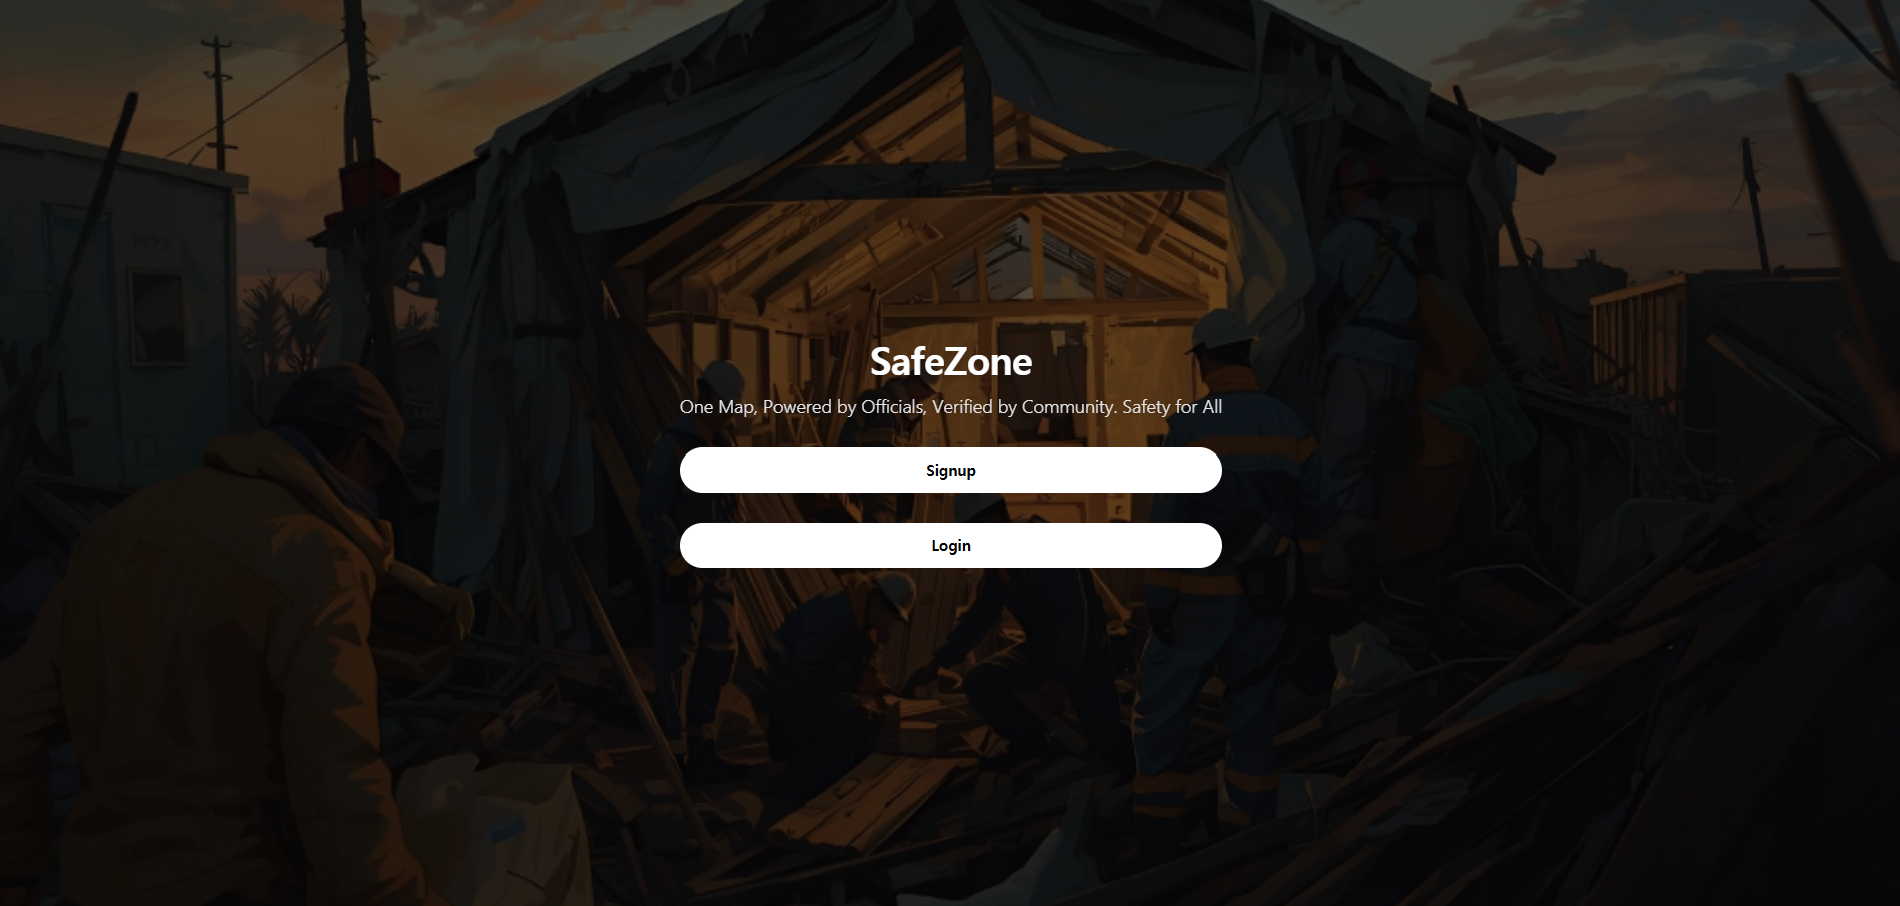 SafeZone
One Map, Powered by Officials, Verified by Community. Safety for All
Signup
Login